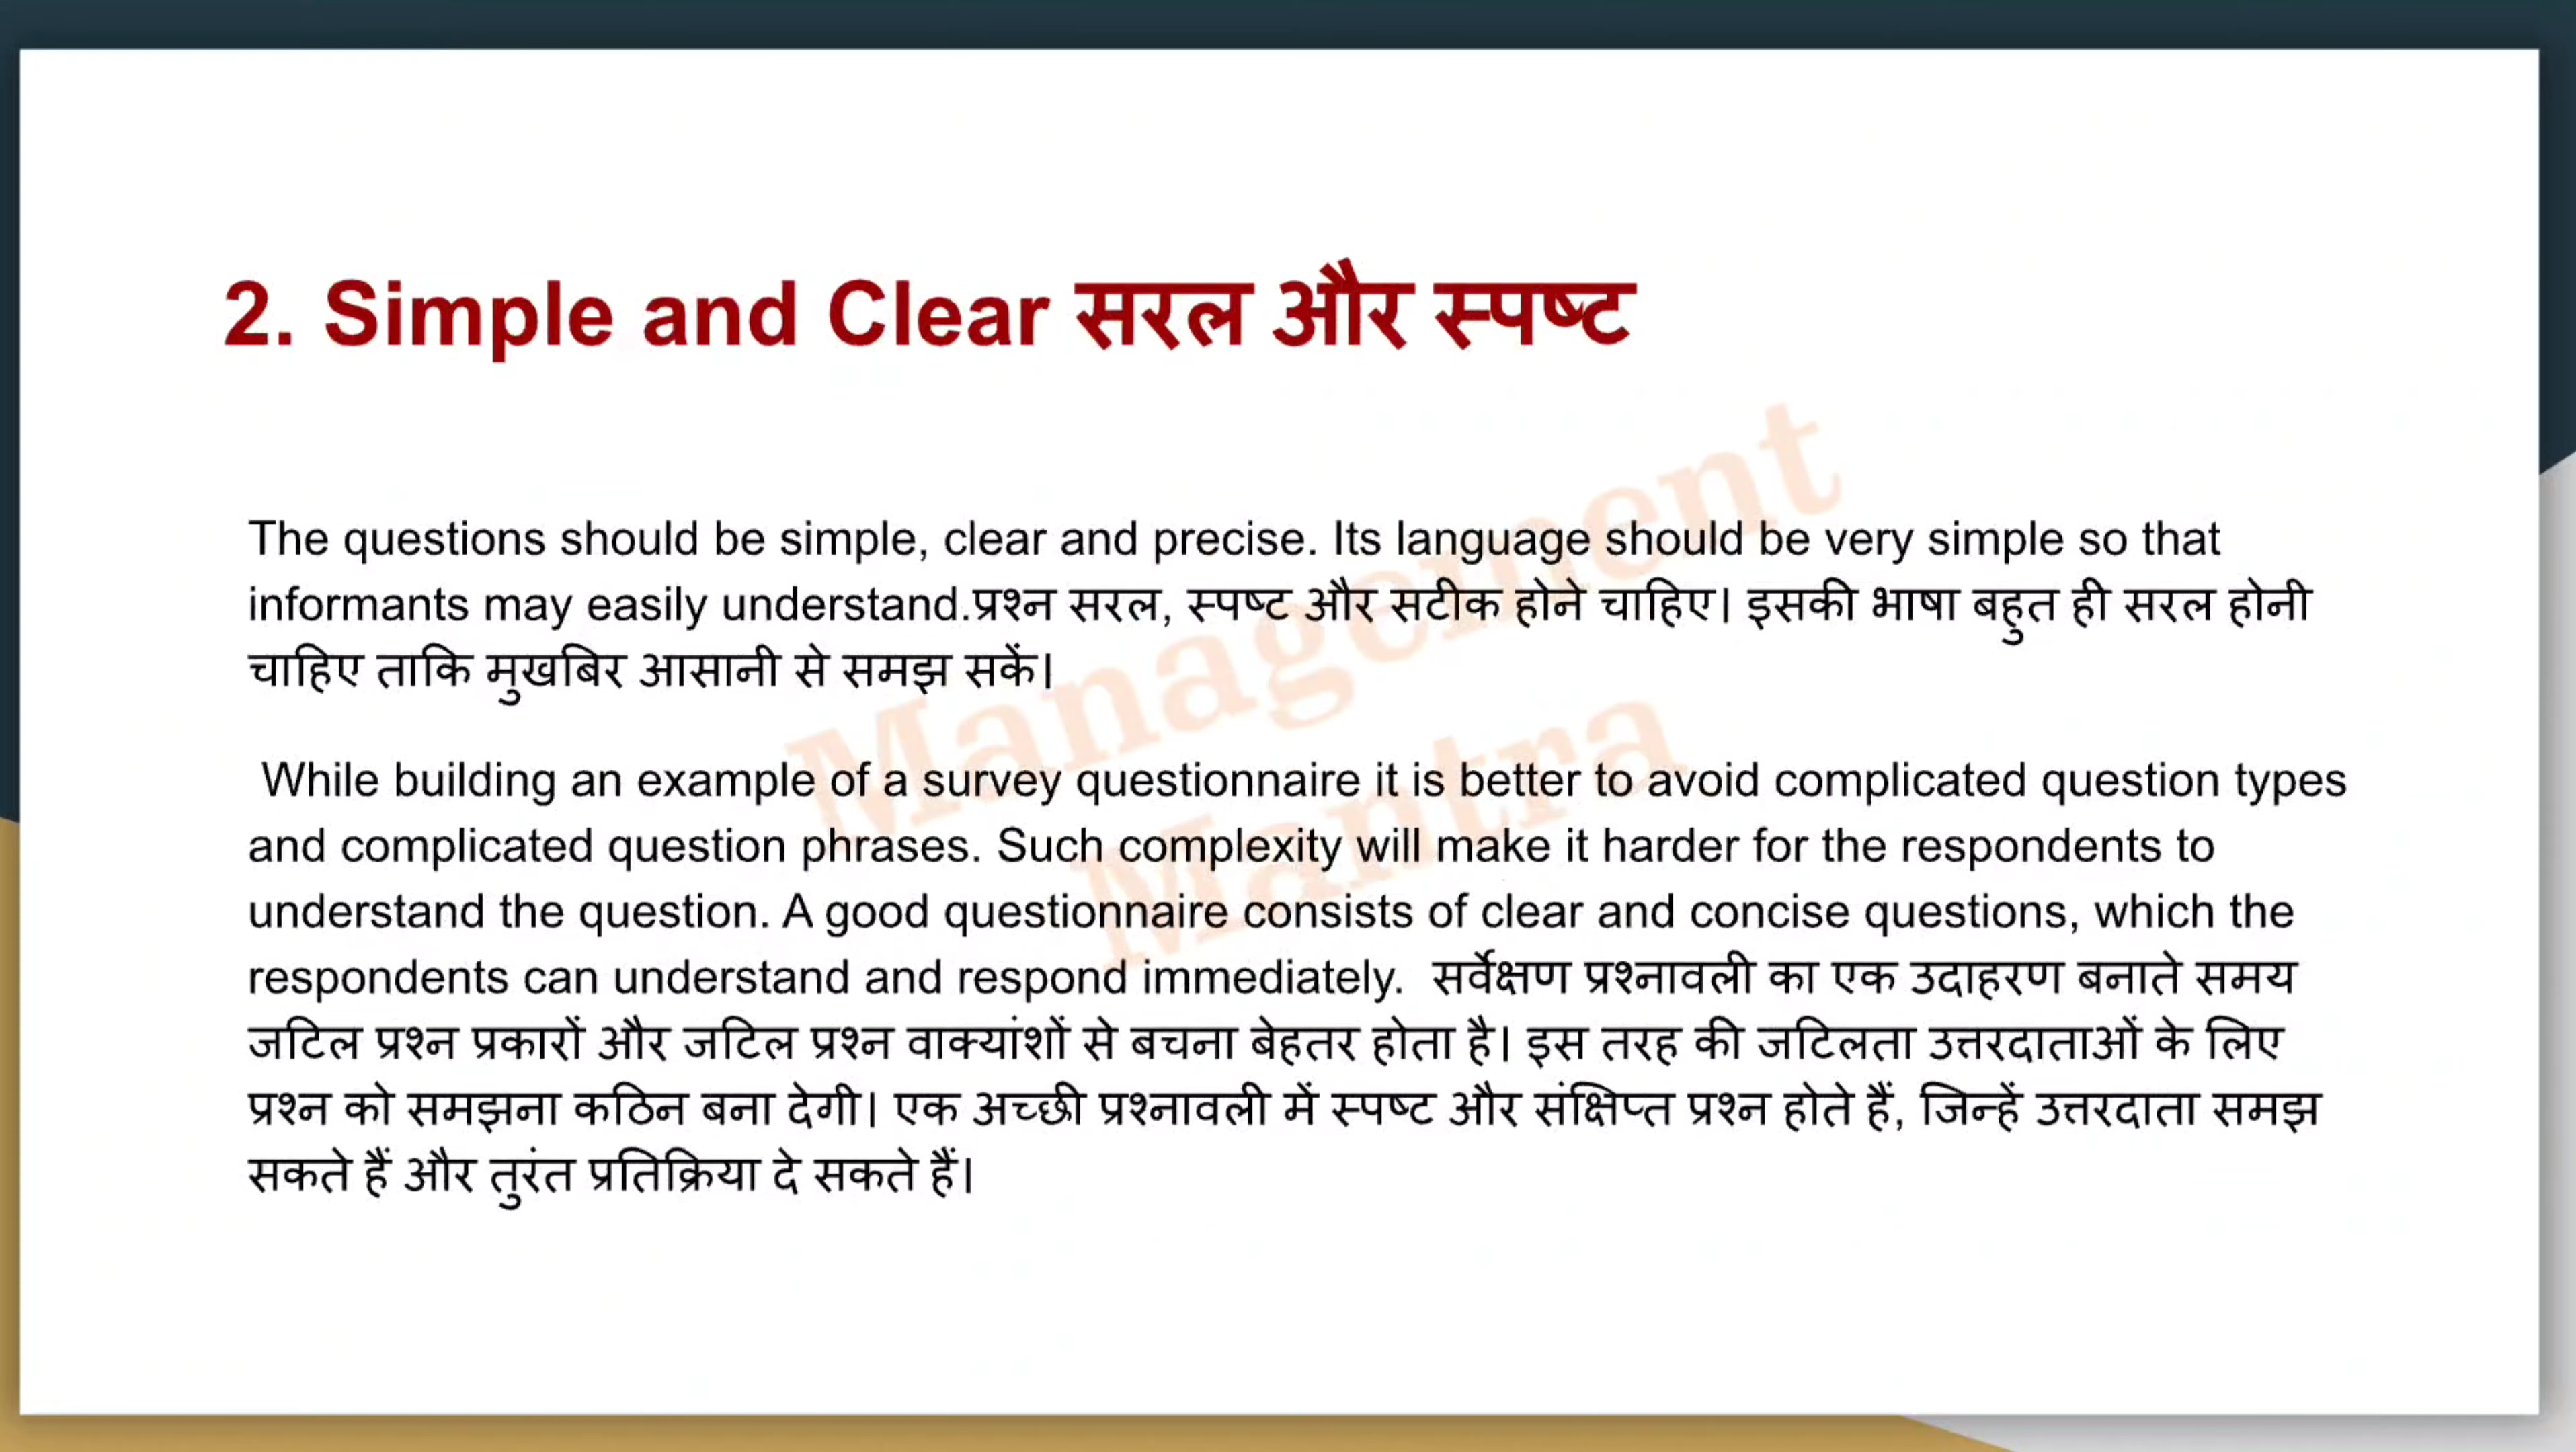 2. Simple and Clear सरल और स्पष्ट
The questions should be simple, clear and precise. Its language should be very simple so that
informants may easily understand.प्रश्न सरल, स्पष्ट और सटीक होने चाहिए। इसकी भाषा बहुत ही सरल होनी
चाहिए ताकि मुखबिर आसानी से समझ सकें।
While building an example of a survey questionnaire it is better to avoid complicated question types
and complicated question phrases. Such complexity will make it harder for the respondents to
understand the question. A good questionnaire consists of clear and concise questions, which the
respondents can understand and respond immediately. सर्वेक्षण प्रश्नावली का एक उदाहरण बनाते समय
जटिल प्रश्न प्रकारों और जटिल प्रश्न वाक्यांशों से बचना बेहतर होता है। इस तरह की जटिलता उत्तरदाताओं के लिए
प्रश्न को समझना कठिन बना देगी। एक अच्छी प्रश्नावली में स्पष्ट और संक्षिप्त प्रश्न होते हैं, जिन्हें उत्तरदाता समझ
सकते हैं और तुरंत प्रतिक्रिया दे सकते हैं।
Management
Mantra